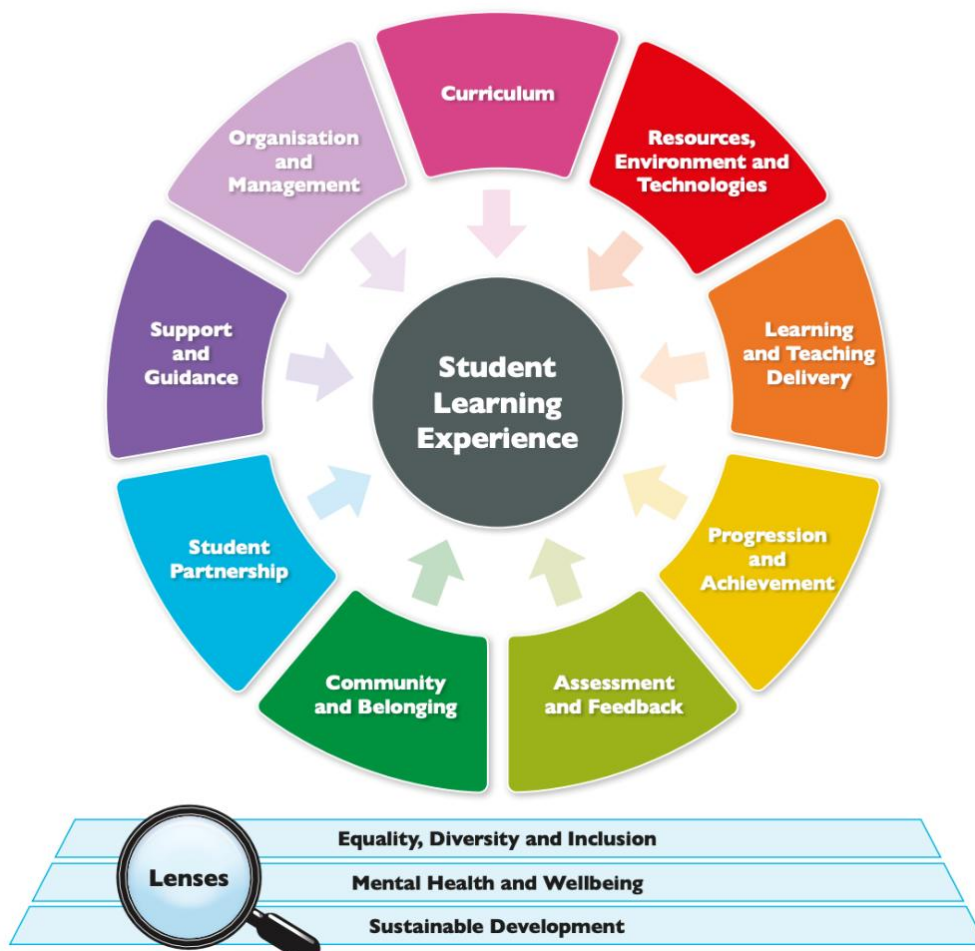 Curriculum
Resources,
Environment and
Technologies
Learning
and Teaching
Delivery
Progression
and
Achievement
Assessment
and Feedback
Community
and Belonging
Student
Partnership
Support
and
Guidance
Organisation
and
Management
Student
Learning
Experience
Lenses
Equality, Diversity and Inclusion
Mental Health and Wellbeing
Sustainable Development